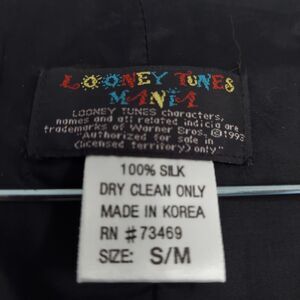 LOONEY TUNES
MANIA
LOONEY TUNES characters,
names and all related indicia are
trademarks of Warner Bros. ©1993
"Authorized for sale in
(licensed territory) only."
100% SILK
DRY CLEAN ONLY
MADE IN KOREA
RN #73469
SIZE: S/M